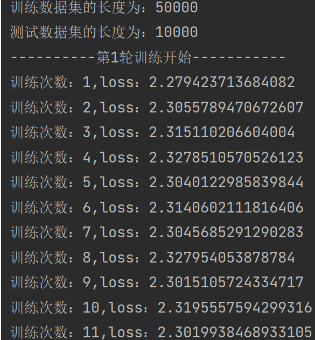 训练数据集的长度为：50000
测试数据集的长度为：10000
----------第1轮训练开始-----------
训练次数：1,loss：2.279423713684082
训练次数：2,loss：2.3055789470672607
训练次数：3,loss：2.315110206604004
训练次数：4,loss：2.3278510570526123
训练次数：5,loss：2.3040122985839844
训练次数：6,loss：2.3140602111816406
训练次数：7,loss：2.3045685291290283
训练次数：8,loss：2.327954053878784
训练次数：9,loss：2.3015105724334717
训练次数：10,loss：2.3195557594299316
训练次数：11,loss：2.3019938468933105